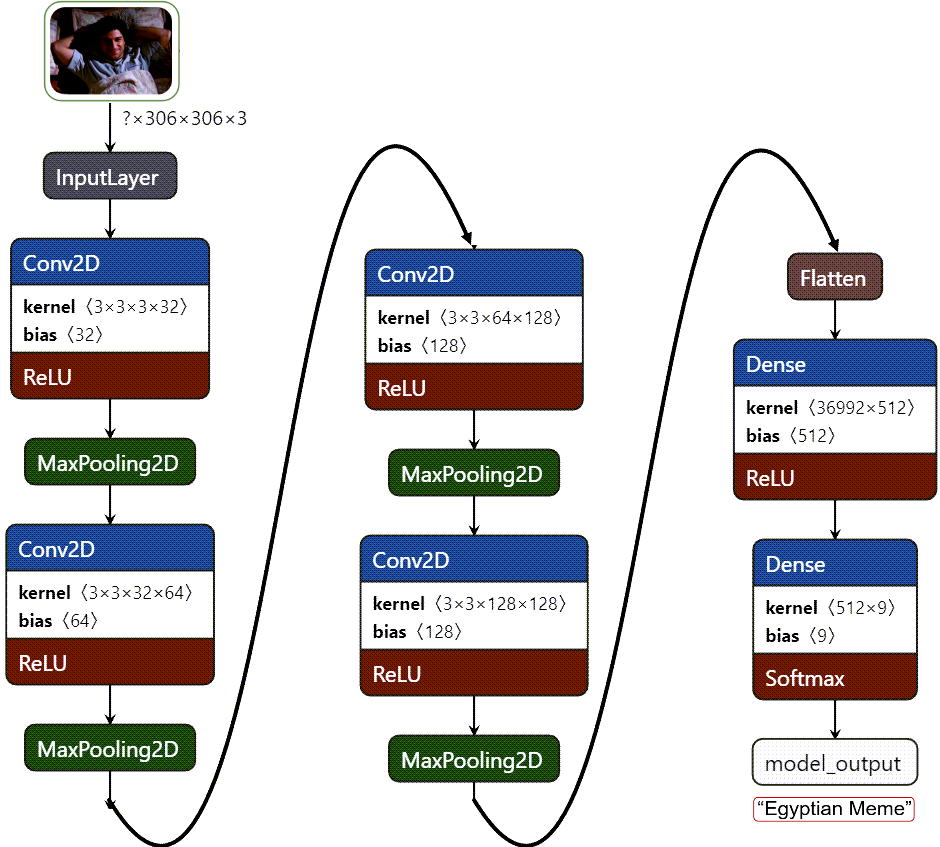 ?×306×306×3
InputLayer
Conv2D
kernel 〈3×3×3×32〉
bias 〈32〉
ReLU
MaxPooling2D
Conv2D
kernel 〈3×3×32×64〉
bias 〈64〉
ReLU
MaxPooling2D
Conv2D
kernel 〈3×3×64×128〉
bias 〈128〉
ReLU
MaxPooling2D
Conv2D
kernel 〈3×3×128×128〉
bias 〈128〉
ReLU
MaxPooling2D
Flatten
Dense
kernel 〈36992×512〉
bias 〈512〉
ReLU
Dense
kernel 〈512×9〉
bias 〈9〉
Softmax
model_output
“Egyptian Meme”